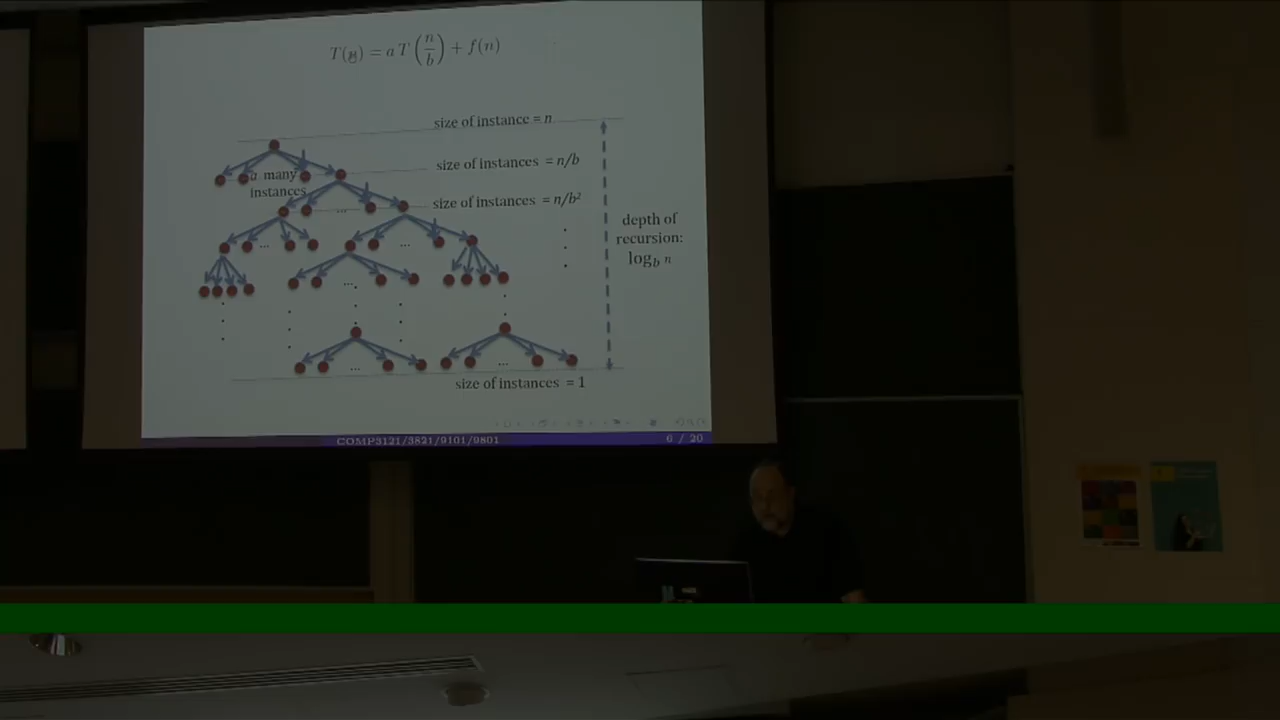 T(n) = a T(n/b) + f(n)
size of instance = n
size of instances = n/b
a many
instances
size of instances = n/b²
...
depth of
recursion:
log_b n
...
...
...
...
...
size of instances = 1
COMP3121/3821/9101/9801
6 / 20